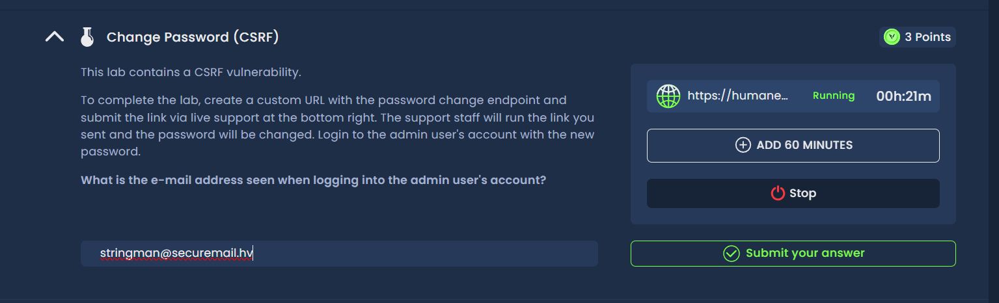 Change Password (CSRF)
3 Points
This lab contains a CSRF vulnerability.
To complete the lab, create a custom URL with the password change endpoint and
submit the link via live support at the bottom right. The support staff will run the link you
sent and the password will be changed. Login to the admin user's account with the new
password.
What is the e-mail address seen when logging into the admin user's account?
https://humane... Running 00h:21m
ADD 60 MINUTES
Stop
stringman@securemail.hv
Submit your answer